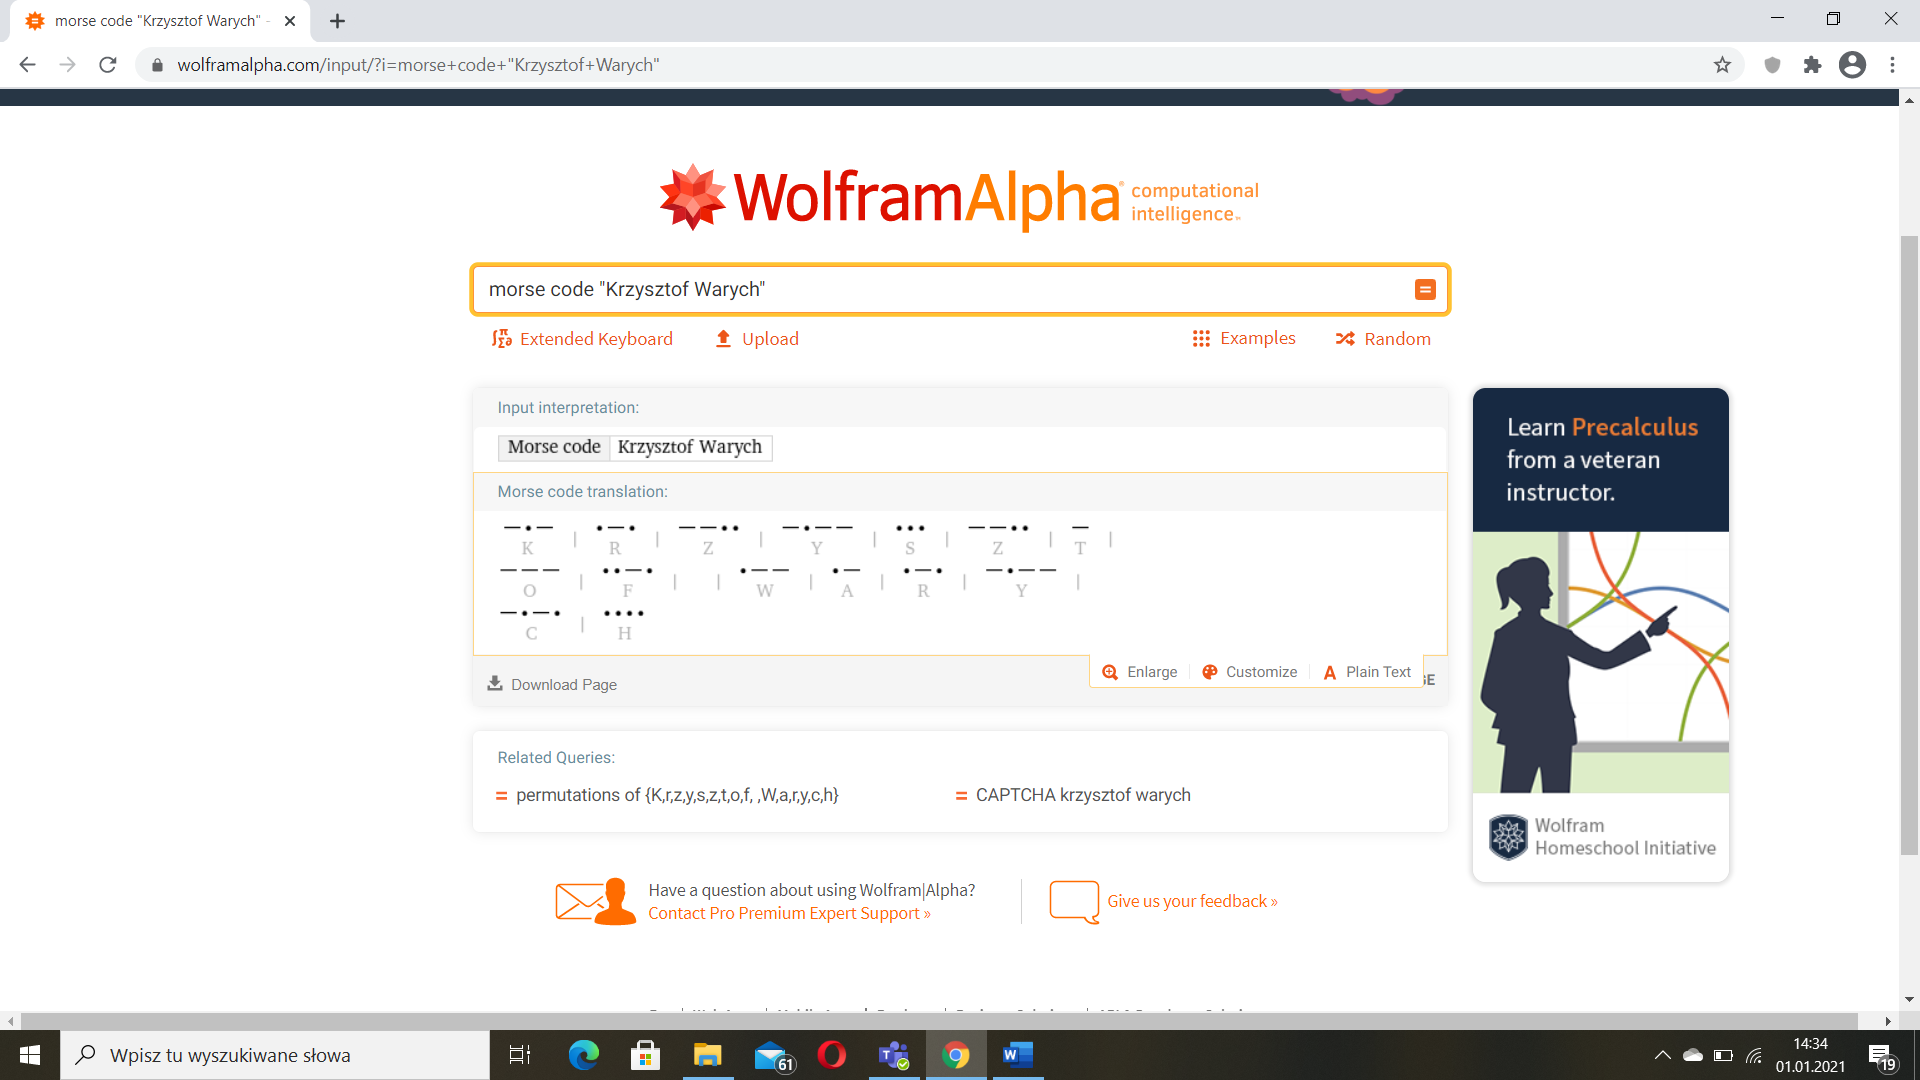 morse code "Krzysztof Warych" -
wolframalpha.com/input/?i=morse+code+"Krzysztof+Warych"
WolframAlpha computational intelligence™
morse code "Krzysztof Warych"
Extended Keyboard Upload Examples Random
Input interpretation:
Morse code Krzysztof Warych
Morse code translation:
—•— | •—• | ——•• | —•—— | ••• | ——•• | — |
K R Z Y S Z T
——— | ••—• | | •—— | •— | •—• | —•—— |
O F W A R Y
—•—• | ••••
C H
Enlarge Customize Plain Text
Download Page
Related Queries:
= permutations of {K,r,z,y,s,z,t,o,f, ,W,a,r,y,c,h} = CAPTCHA krzysztof warych
Have a question about using Wolfram|Alpha?
Contact Pro Premium Expert Support »
Give us your feedback »
Learn Precalculus
from a veteran
instructor.
Wolfram
Homeschool Initiative
Wpisz tu wyszukiwane słowa
61
14:34
01.01.2021
19